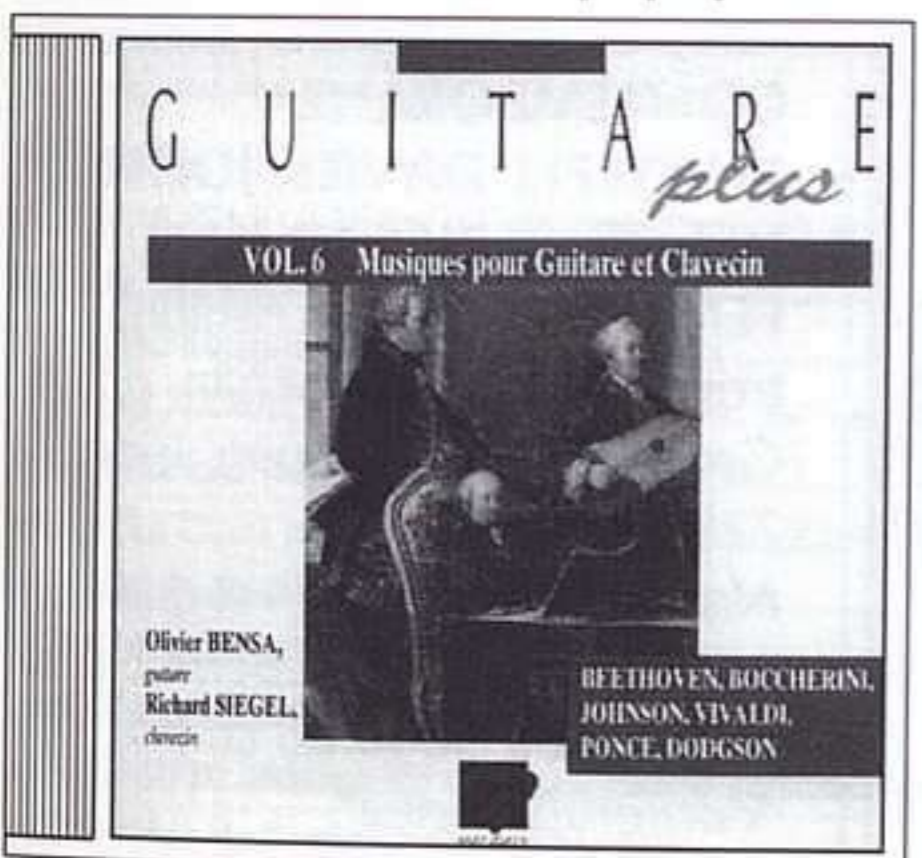 GUITARE
plus
VOL. 6 Musiques pour Guitare et Clavecin
Olivier BENSA,
guitare
Richard SIEGEL,
clavecin
BEETHOVEN, BOCCHERINI,
JOHNSON, VIVALDI,
PONCE, DODGSON